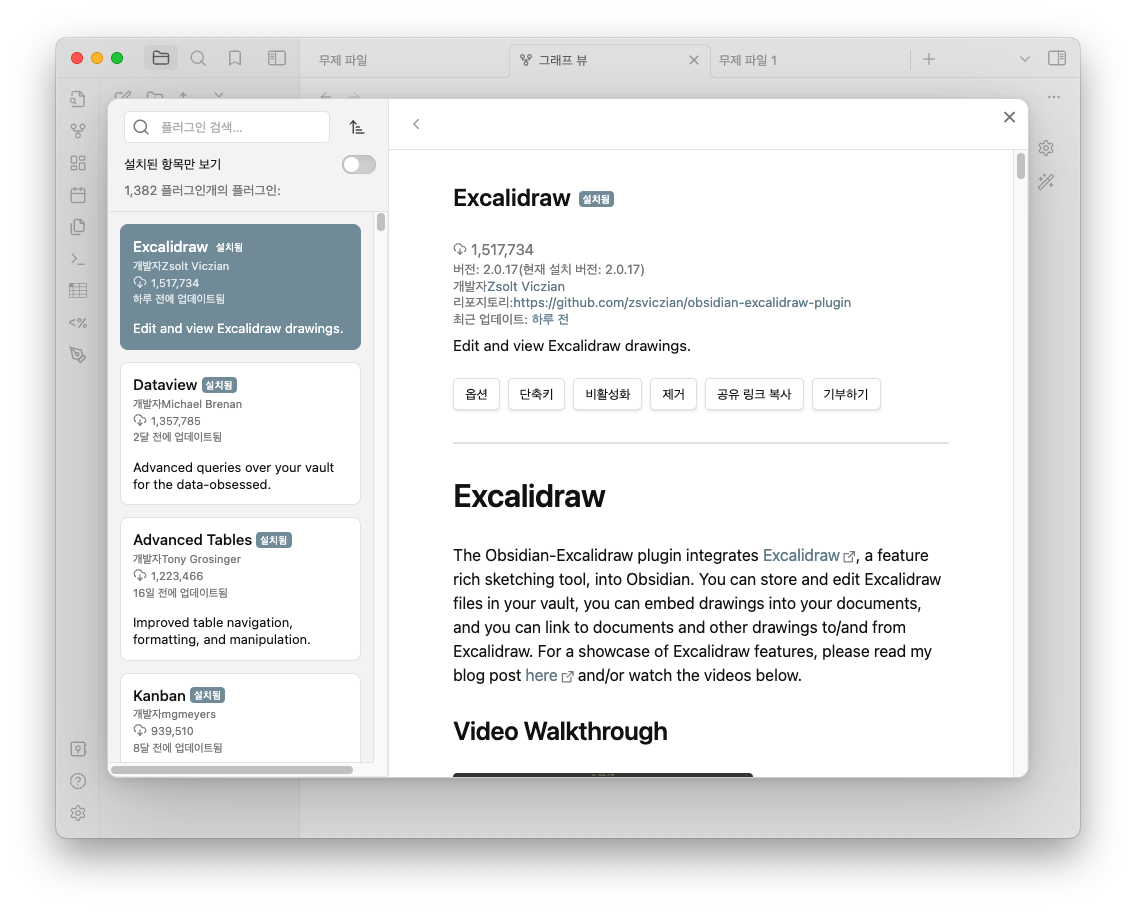 무제 파일
그래프 뷰
무제 파일 1
플러그인 검색...
설치된 항목만 보기
1,382 플러그인개의 플러그인:
Excalidraw 설치됨
개발자Zsolt Viczian
1,517,734
하루 전에 업데이트됨
Edit and view Excalidraw drawings.
Dataview 설치됨
개발자Michael Brenan
1,357,785
2달 전에 업데이트됨
Advanced queries over your vault
for the data-obsessed.
Advanced Tables 설치됨
개발자Tony Grosinger
1,223,466
16일 전에 업데이트됨
Improved table navigation,
formatting, and manipulation.
Kanban 설치됨
개발자mgmeyers
939,510
8달 전에 업데이트됨
Excalidraw 설치됨
1,517,734
버전: 2.0.17(현재 설치 버전: 2.0.17)
개발자Zsolt Viczian
리포지토리:https://github.com/zsviczian/obsidian-excalidraw-plugin
최근 업데이트: 하루 전
Edit and view Excalidraw drawings.
옵션
단축키
비활성화
제거
공유 링크 복사
기부하기
Excalidraw
The Obsidian-Excalidraw plugin integrates Excalidraw, a feature
rich sketching tool, into Obsidian. You can store and edit Excalidraw
files in your vault, you can embed drawings into your documents,
and you can link to documents and other drawings to/and from
Excalidraw. For a showcase of Excalidraw features, please read my
blog post here and/or watch the videos below.
Video Walkthrough